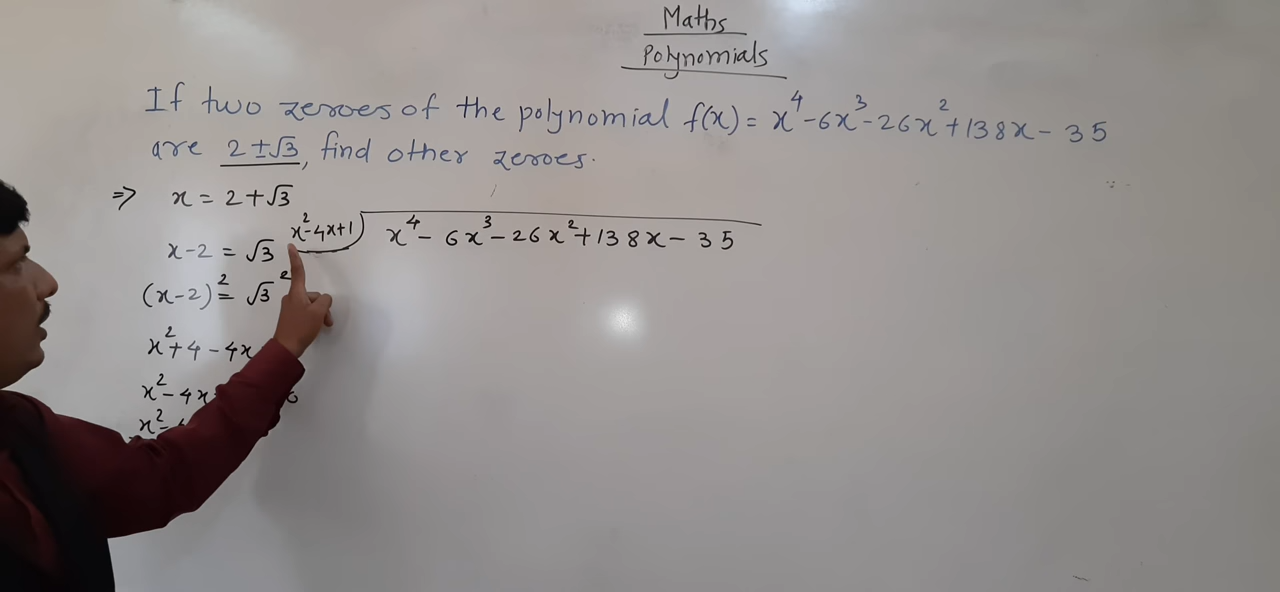 Maths
Polynomials
If two zeroes of the polynomial f(x) = x⁴ - 6x³ - 26x² + 138x - 35
are 2 ± √3, find other zeroes.
⇒ x = 2 + √3
x - 2 = √3
(x - 2)² = √3²
x² + 4 - 4x
x² - 4x
x²
x² - 4x + 1 ) x⁴ - 6x³ - 26x² + 138x - 35